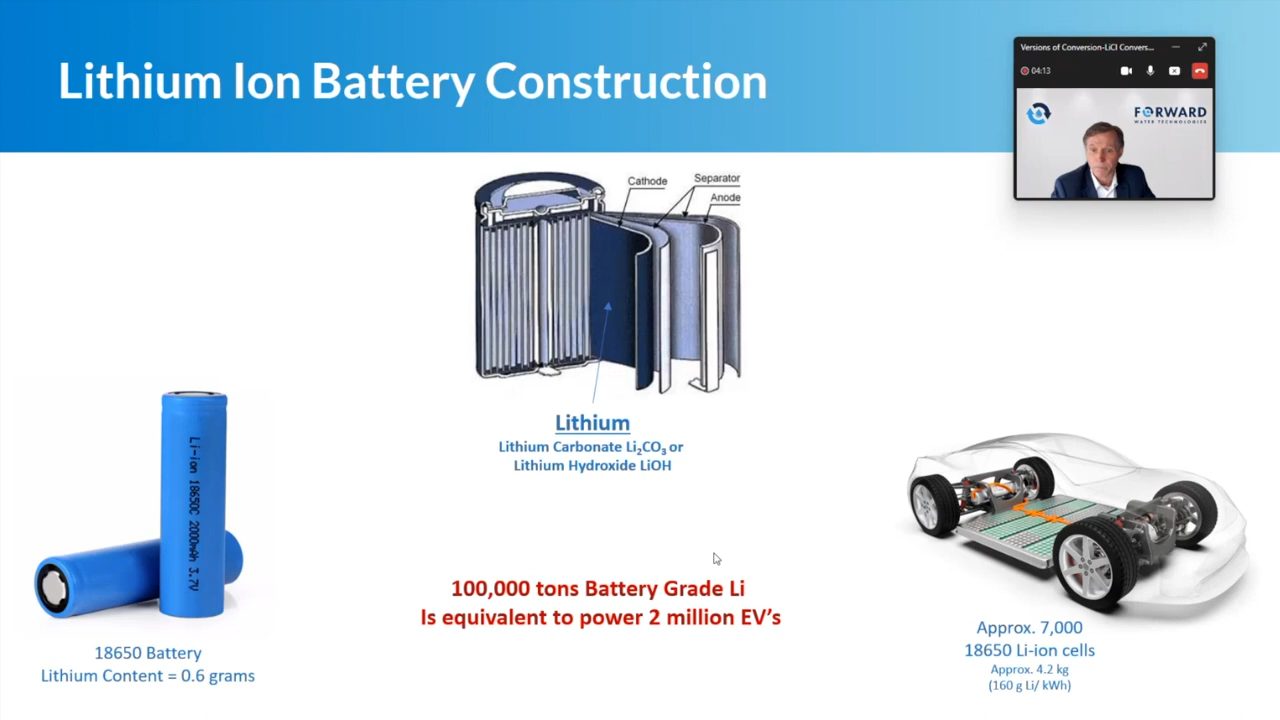 Lithium Ion Battery Construction
Versions of Conversion-LiCl Convers...
04:13
FORWARD
WATER TECHNOLOGIES
Cathode
Separator
Anode
Lithium
Lithium Carbonate Li₂CO₃ or
Lithium Hydroxide LiOH
Li-ion 18650C 2000mAh 3.7V
100,000 tons Battery Grade Li
Is equivalent to power 2 million EV's
18650 Battery
Lithium Content = 0.6 grams
Approx. 7,000
18650 Li-ion cells
Approx. 4.2 kg
(160 g Li/ kWh)